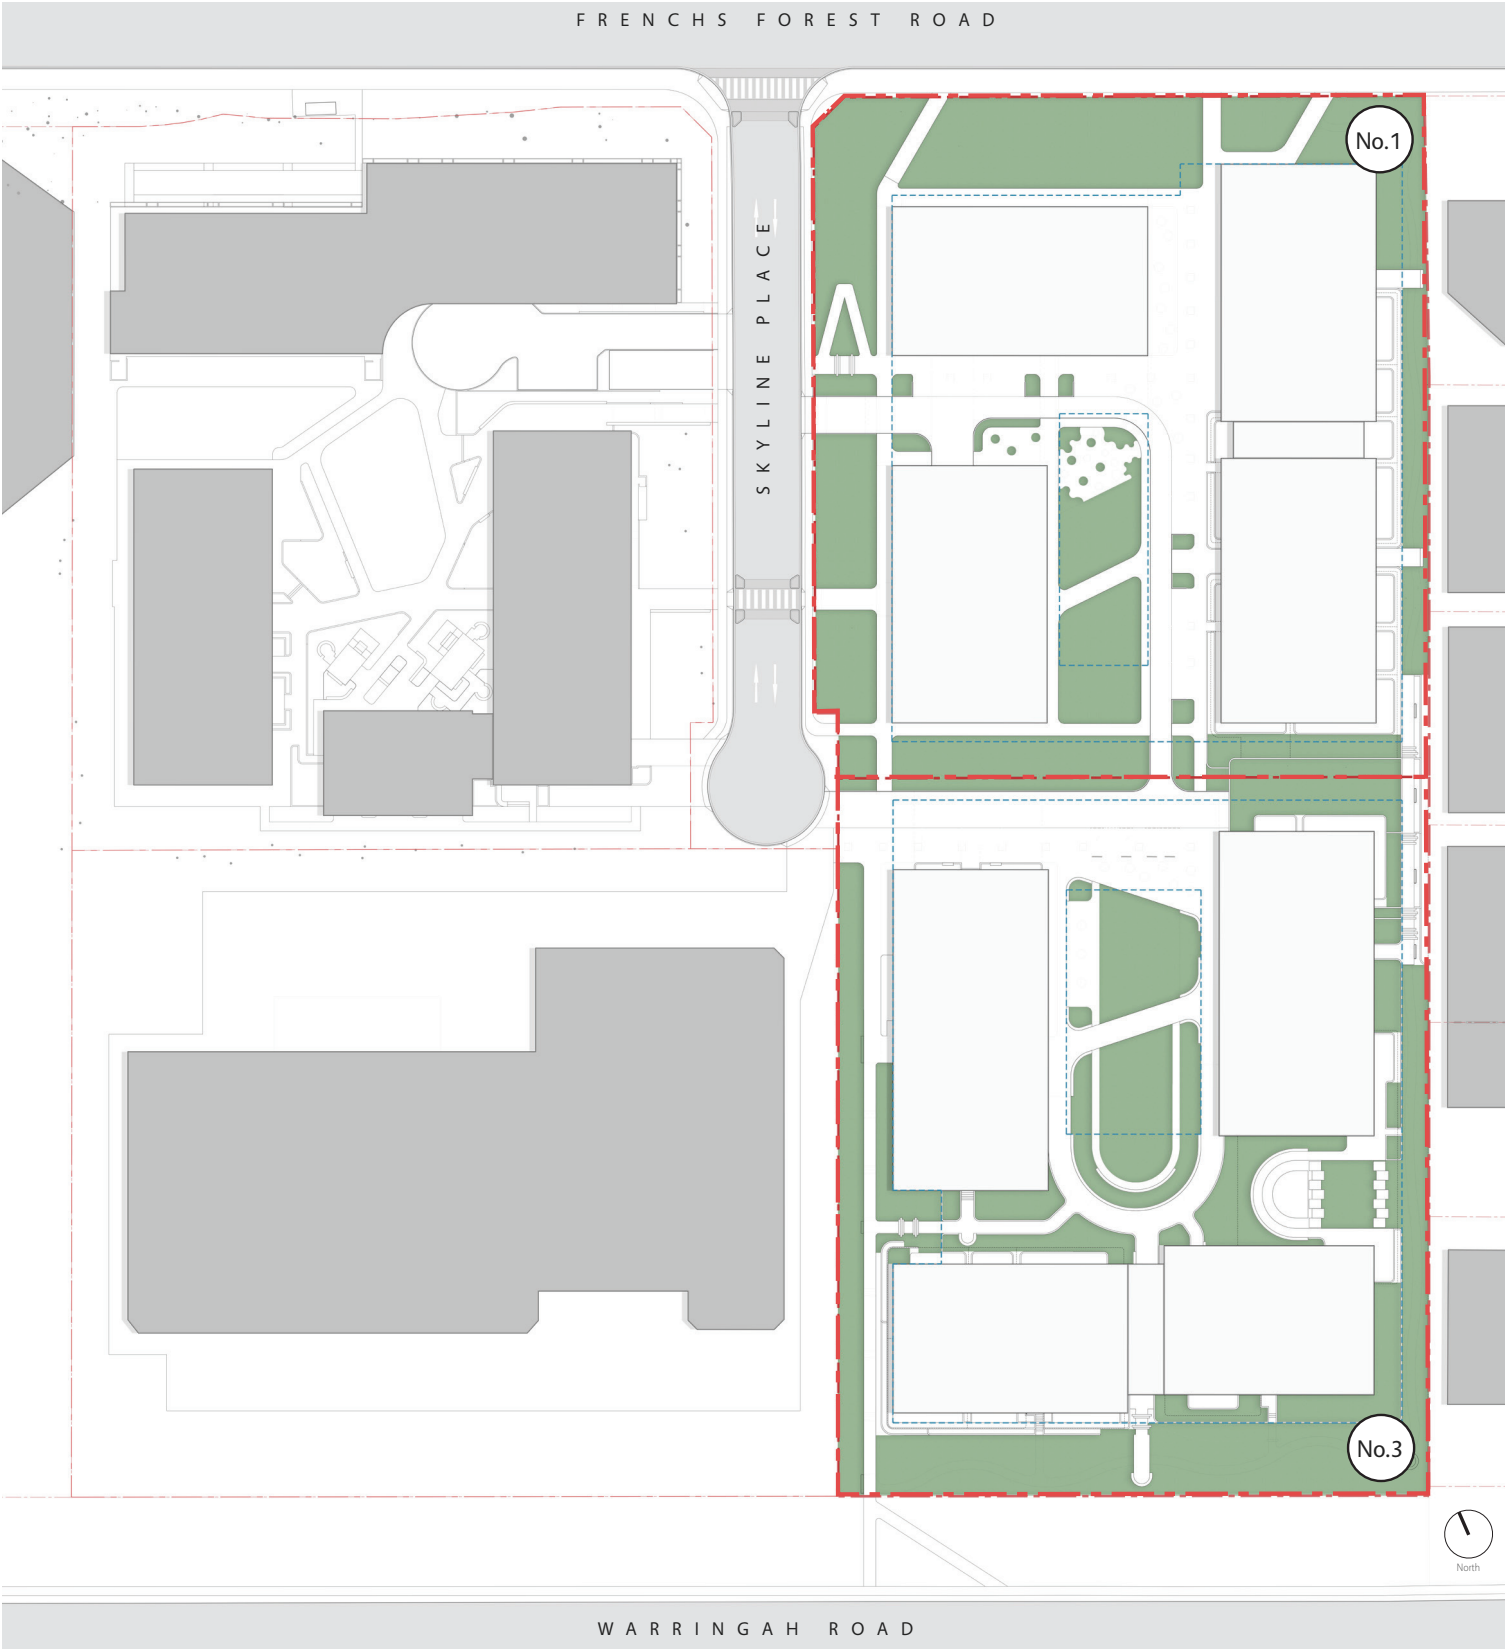 FRENCHS FOREST ROAD
No.1
SKYLINE PLACE
No.3
North
WARRINGAH ROAD